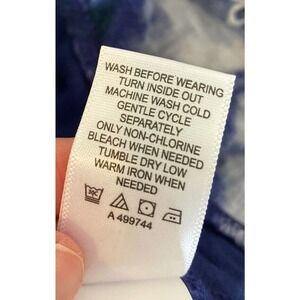 WASH BEFORE WEARING
TURN INSIDE OUT
MACHINE WASH COLD
GENTLE CYCLE
SEPARATELY
ONLY NON-CHLORINE
BLEACH WHEN NEEDED
TUMBLE DRY LOW
WARM IRON WHEN
NEEDED
A 499744